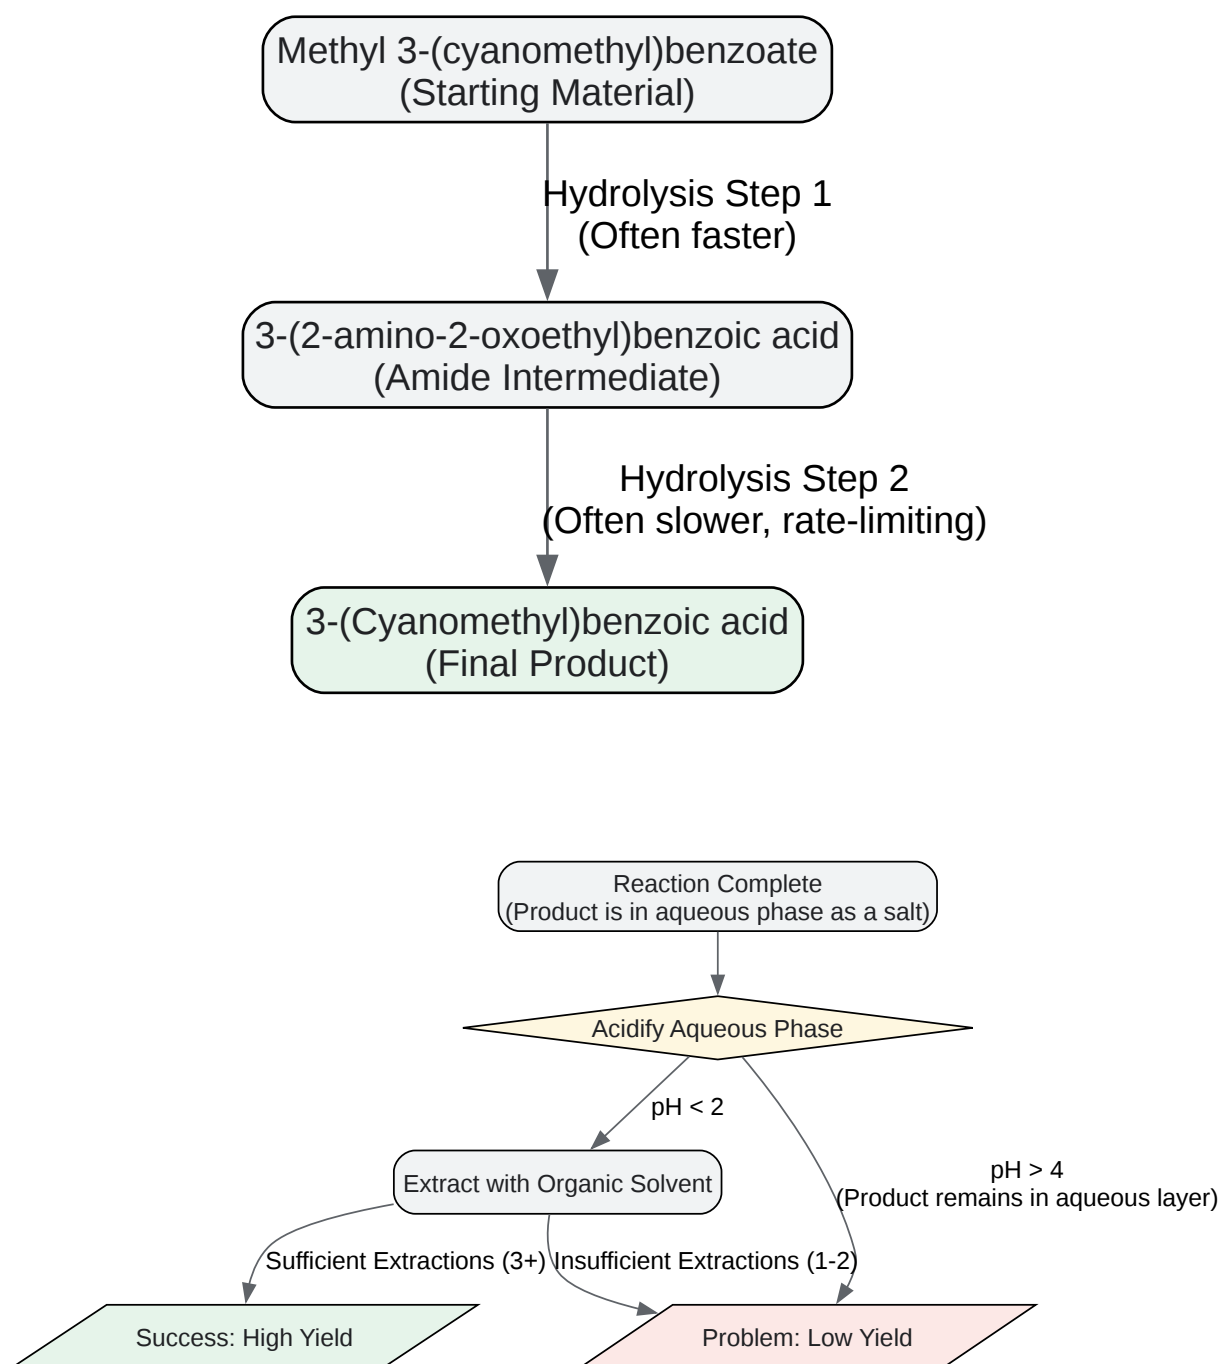 Methyl 3-(cyanomethyl)benzoate
(Starting Material)
Hydrolysis Step 1
(Often faster)
3-(2-amino-2-oxoethyl)benzoic acid
(Amide Intermediate)
Hydrolysis Step 2
(Often slower, rate-limiting)
3-(Cyanomethyl)benzoic acid
(Final Product)
Reaction Complete
(Product is in aqueous phase as a salt)
Acidify Aqueous Phase
pH < 2
pH > 4
(Product remains in aqueous layer)
Extract with Organic Solvent
Sufficient Extractions (3+)
Insufficient Extractions (1-2)
Success: High Yield
Problem: Low Yield